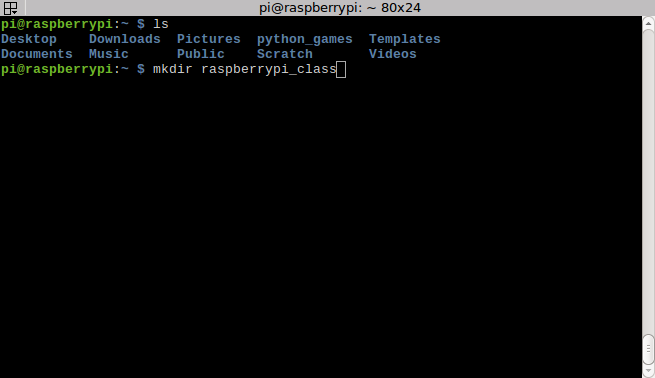 pi@raspberrypi: ~ 80x24
pi@raspberrypi:~ $ ls
Desktop    Downloads  Pictures  python_games  Templates
Documents  Music      Public    Scratch       Videos
pi@raspberrypi:~ $ mkdir raspberrypi_class